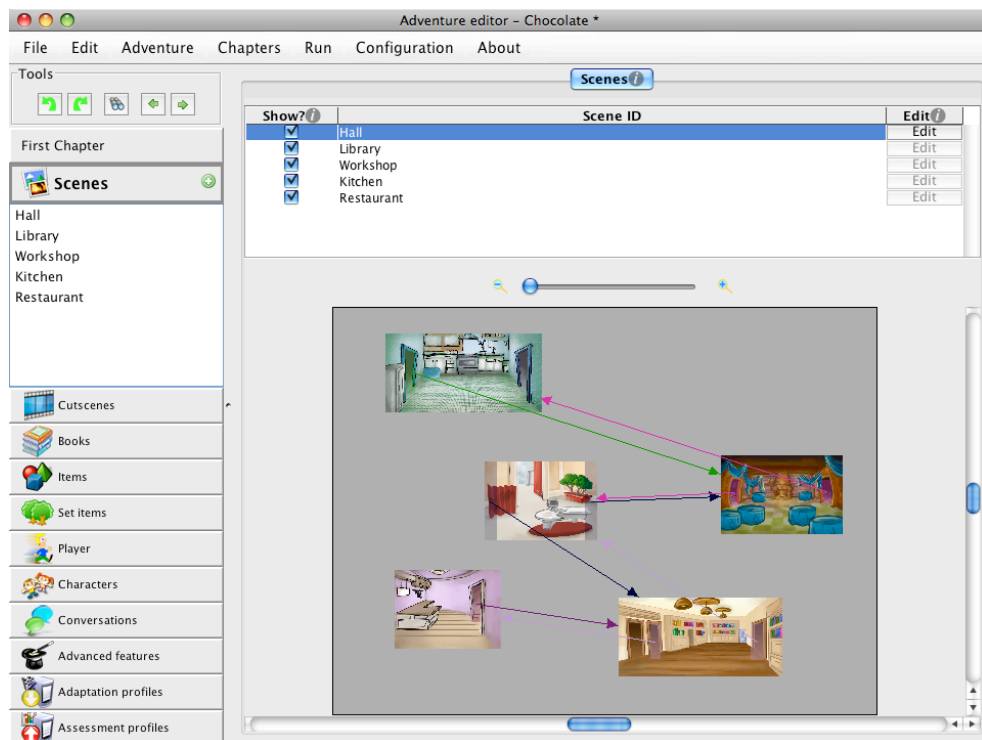 Adventure editor – Chocolate *
File Edit Adventure Chapters Run Configuration About
Tools
First Chapter
Scenes
Hall
Library
Workshop
Kitchen
Restaurant
Cutscenes
Books
Items
Set items
Player
Characters
Conversations
Advanced features
Adaptation profiles
Assessment profiles
Scenes
Show? Scene ID Edit
Hall Edit
Library Edit
Workshop Edit
Kitchen Edit
Restaurant Edit